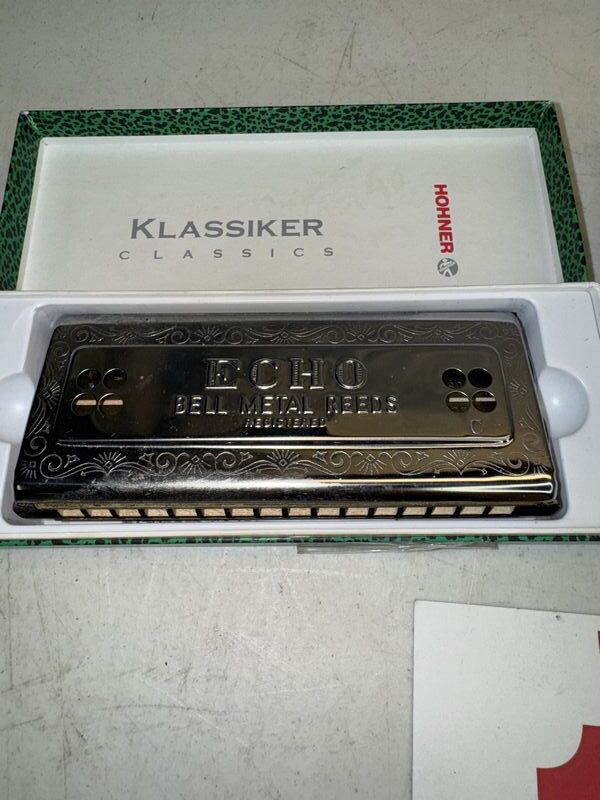 KLASSIKER
CLASSICS
HOHNER
ECHO
BELL METAL REEDS
REGISTERED
C